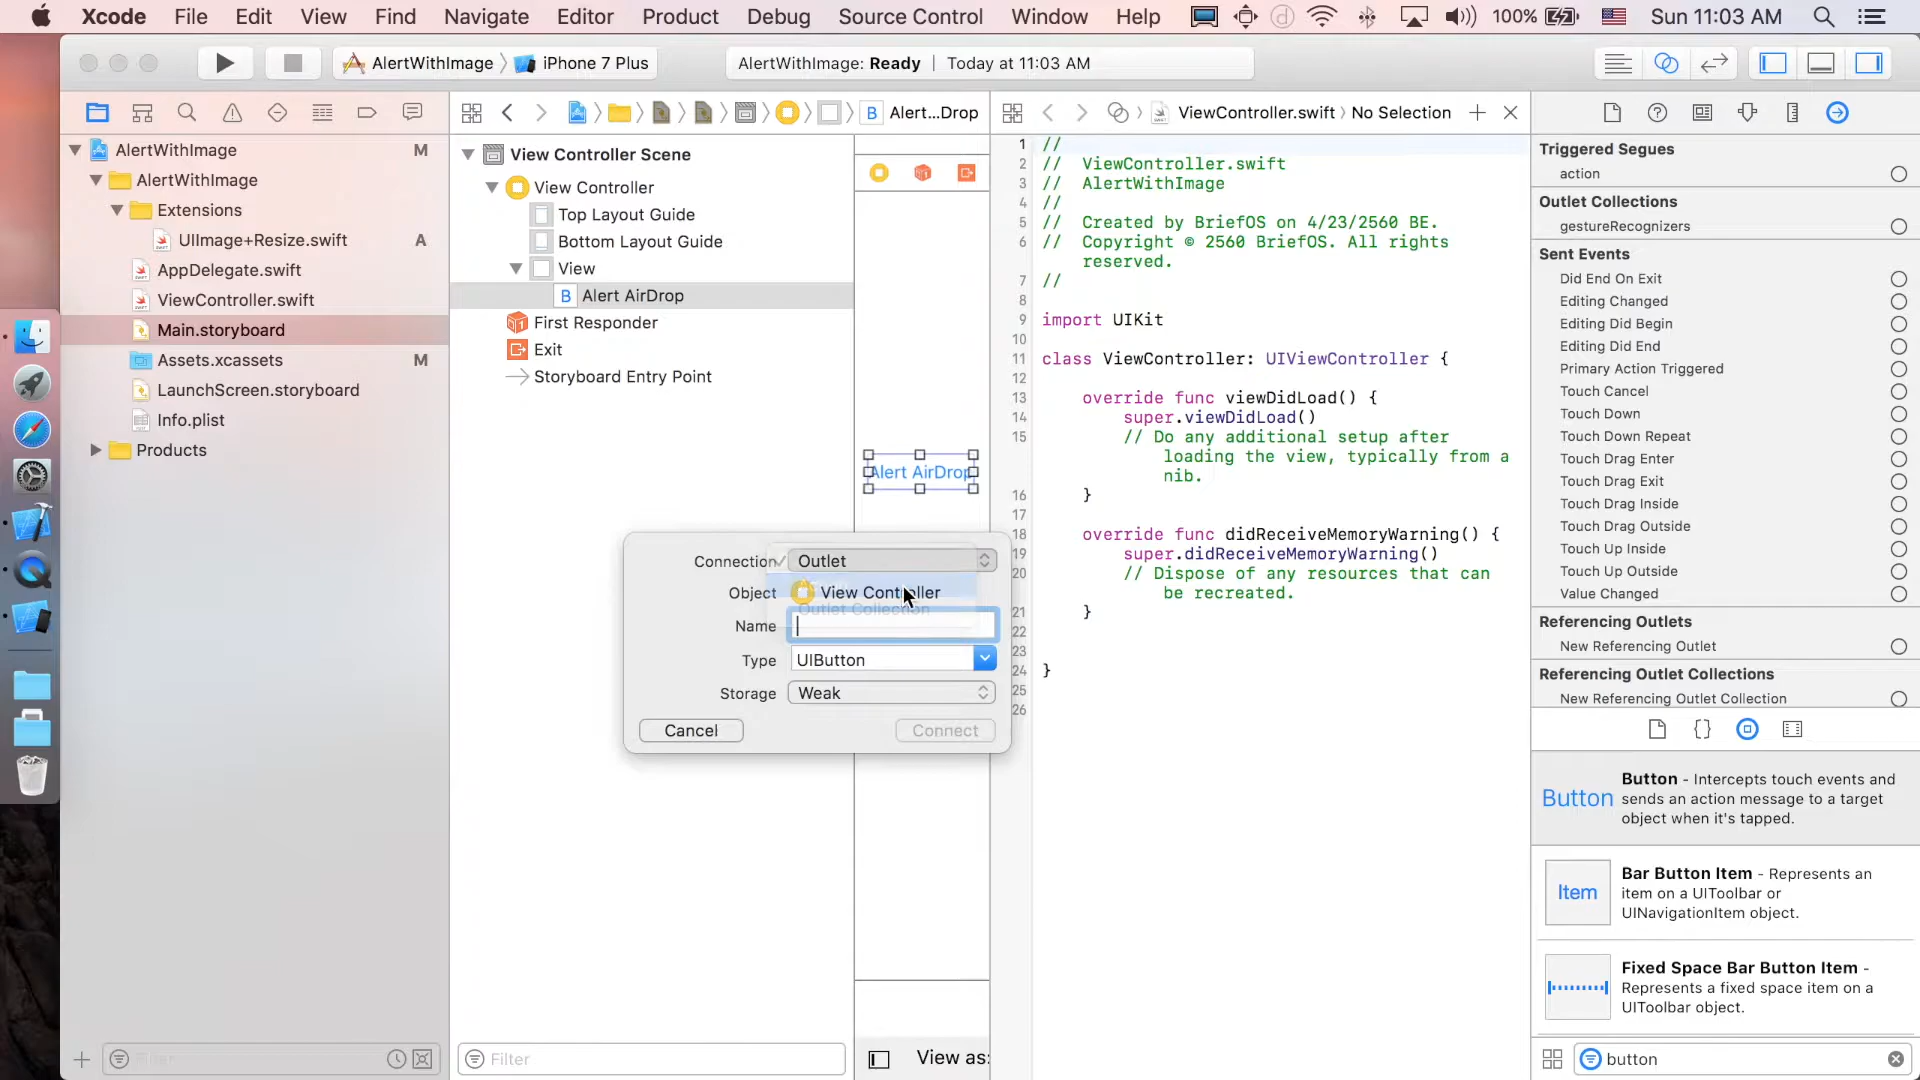 Xcode File Edit View Find Navigate Editor Product Debug Source Control Window Help 100% Sun 11:03 AM
AlertWithImage iPhone 7 Plus
AlertWithImage: Ready | Today at 11:03 AM
AlertWithImage M
AlertWithImage
Extensions
UIImage+Resize.swift A
AppDelegate.swift
ViewController.swift
Main.storyboard
Assets.xcassets M
LaunchScreen.storyboard
Info.plist
Products
Filter
B Alert...Drop
View Controller Scene
View Controller
Top Layout Guide
Bottom Layout Guide
View
B Alert AirDrop
First Responder
Exit
Storyboard Entry Point
Filter
Alert AirDrop
View as:
Connection Outlet
Object View Controller
Outlet Collection
Name
Type UIButton
Storage Weak
Cancel Connect
ViewController.swift No Selection
1 //
2 // ViewController.swift
3 // AlertWithImage
4 //
5 // Created by BriefOS on 4/23/2560 BE.
6 // Copyright © 2560 BriefOS. All rights
reserved.
7 //
8
9 import UIKit
10
11 class ViewController: UIViewController {
12
13 override func viewDidLoad() {
14 super.viewDidLoad()
15 // Do any additional setup after
loading the view, typically from a
nib.
16 }
17
18 override func didReceiveMemoryWarning() {
19 super.didReceiveMemoryWarning()
20 // Dispose of any resources that can
be recreated.
21 }
22
23
24 }
25
26
Triggered Segues
action
Outlet Collections
gestureRecognizers
Sent Events
Did End On Exit
Editing Changed
Editing Did Begin
Editing Did End
Primary Action Triggered
Touch Cancel
Touch Down
Touch Down Repeat
Touch Drag Enter
Touch Drag Exit
Touch Drag Inside
Touch Drag Outside
Touch Up Inside
Touch Up Outside
Value Changed
Referencing Outlets
New Referencing Outlet
Referencing Outlet Collections
New Referencing Outlet Collection
Button
Button - Intercepts touch events and
sends an action message to a target
object when it's tapped.
Item
Bar Button Item - Represents an
item on a UIToolbar or
UINavigationItem object.
Fixed Space Bar Button Item -
Represents a fixed space item on a
UIToolbar object.
button